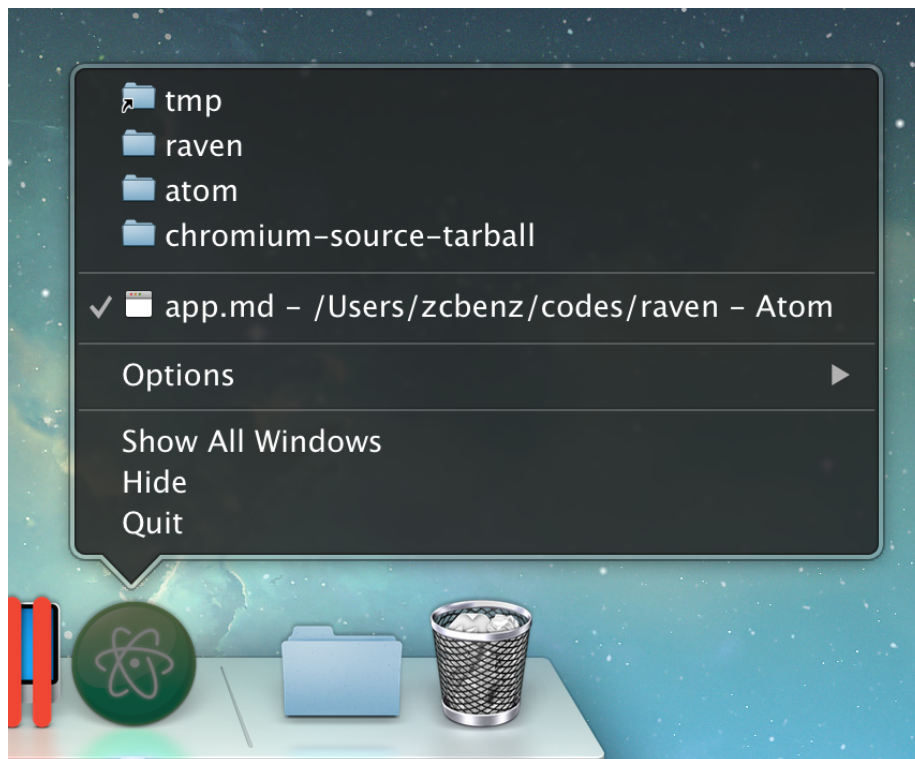 tmp
raven
atom
chromium-source-tarball
app.md – /Users/zcbenz/codes/raven – Atom
Options
Show All Windows
Hide
Quit